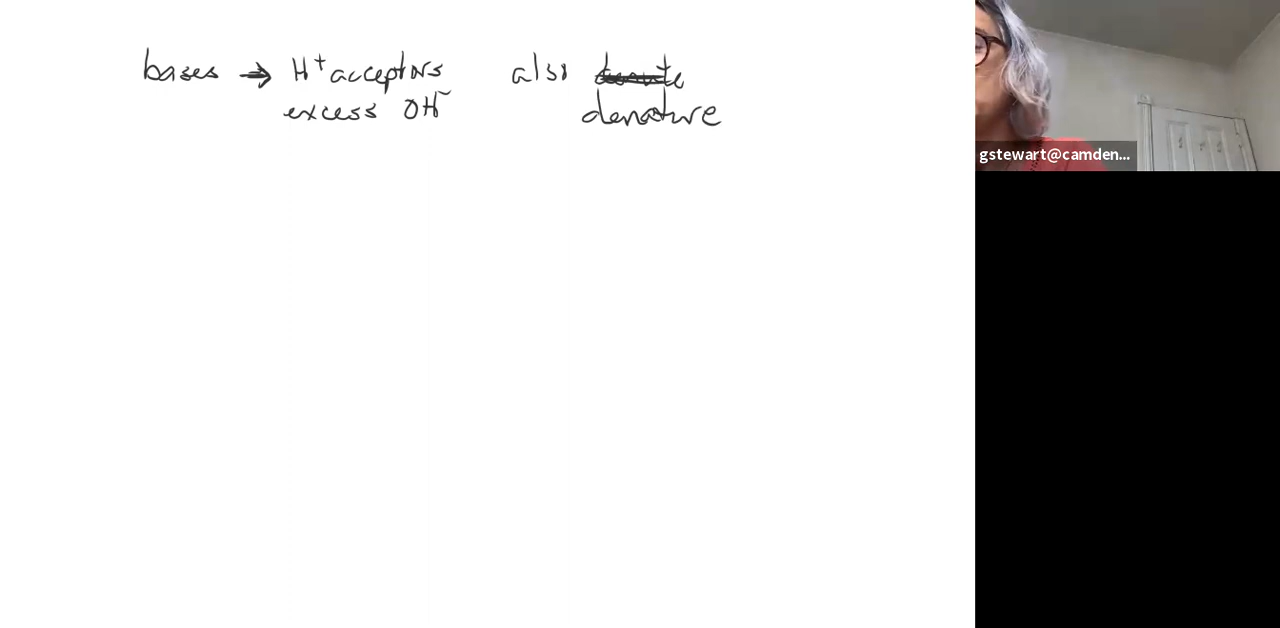 bases → H⁺ acceptors also
excess OH⁻ denature
gstewart@camden...